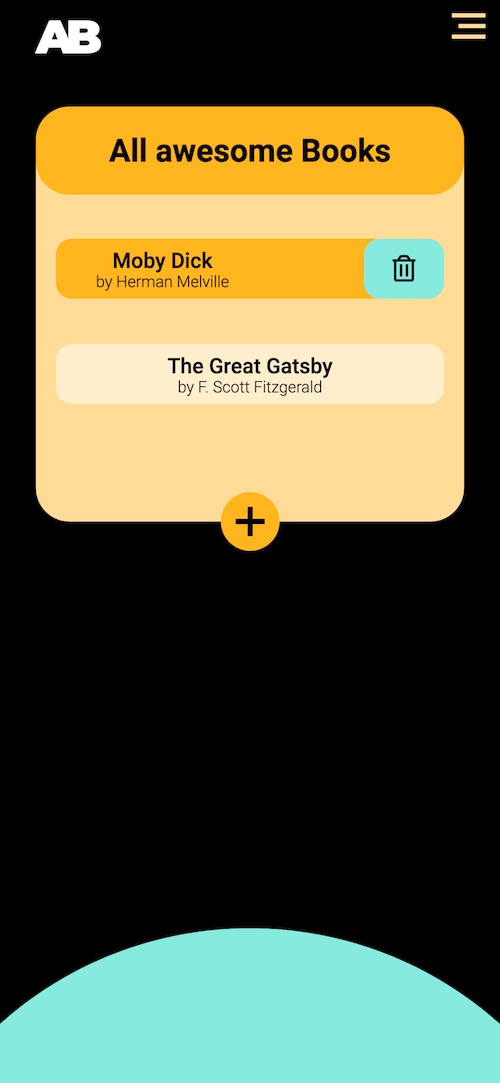 AB
All awesome Books
Moby Dick
by Herman Melville
The Great Gatsby
by F. Scott Fitzgerald